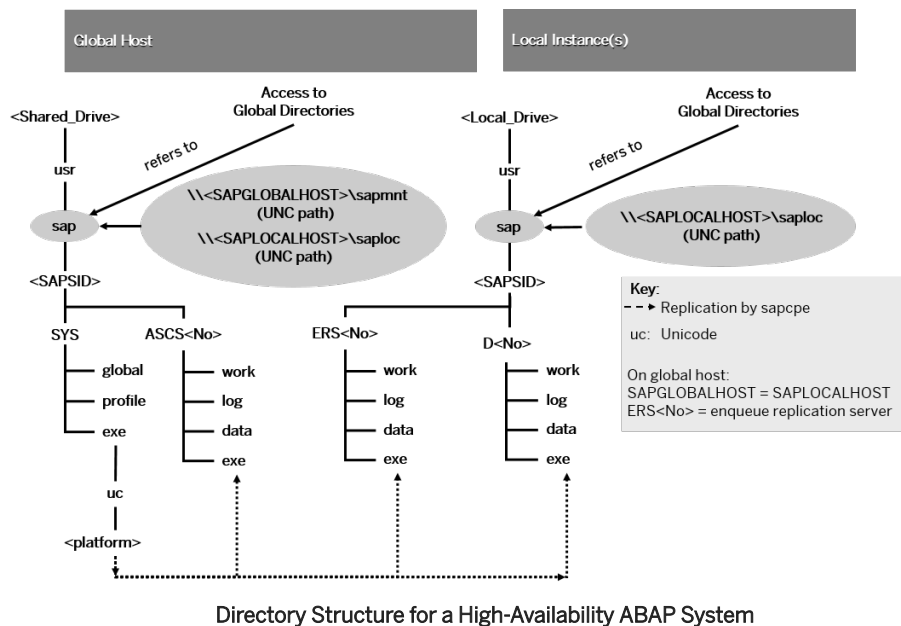 Global Host
Local Instance(s)
Access to
Global Directories
Access to
Global Directories
<Shared_Drive>
<Local_Drive>
refers to
refers to
usr
usr
\\<SAPGLOBALHOST>\sapmnt
(UNC path)
\\<SAPLOCALHOST>\saploc
(UNC path)
\\<SAPLOCALHOST>\saploc
(UNC path)
sap
sap
<SAPSID>
<SAPSID>
Key:
Replication by sapcpe
uc: Unicode
On global host:
SAPGLOBALHOST = SAPLOCALHOST
ERS<No> = enqueue replication server
SYS
global
profile
exe
uc
<platform>
ASCS<No>
work
log
data
exe
ERS<No>
work
log
data
exe
D<No>
work
log
data
exe
Directory Structure for a High-Availability ABAP System